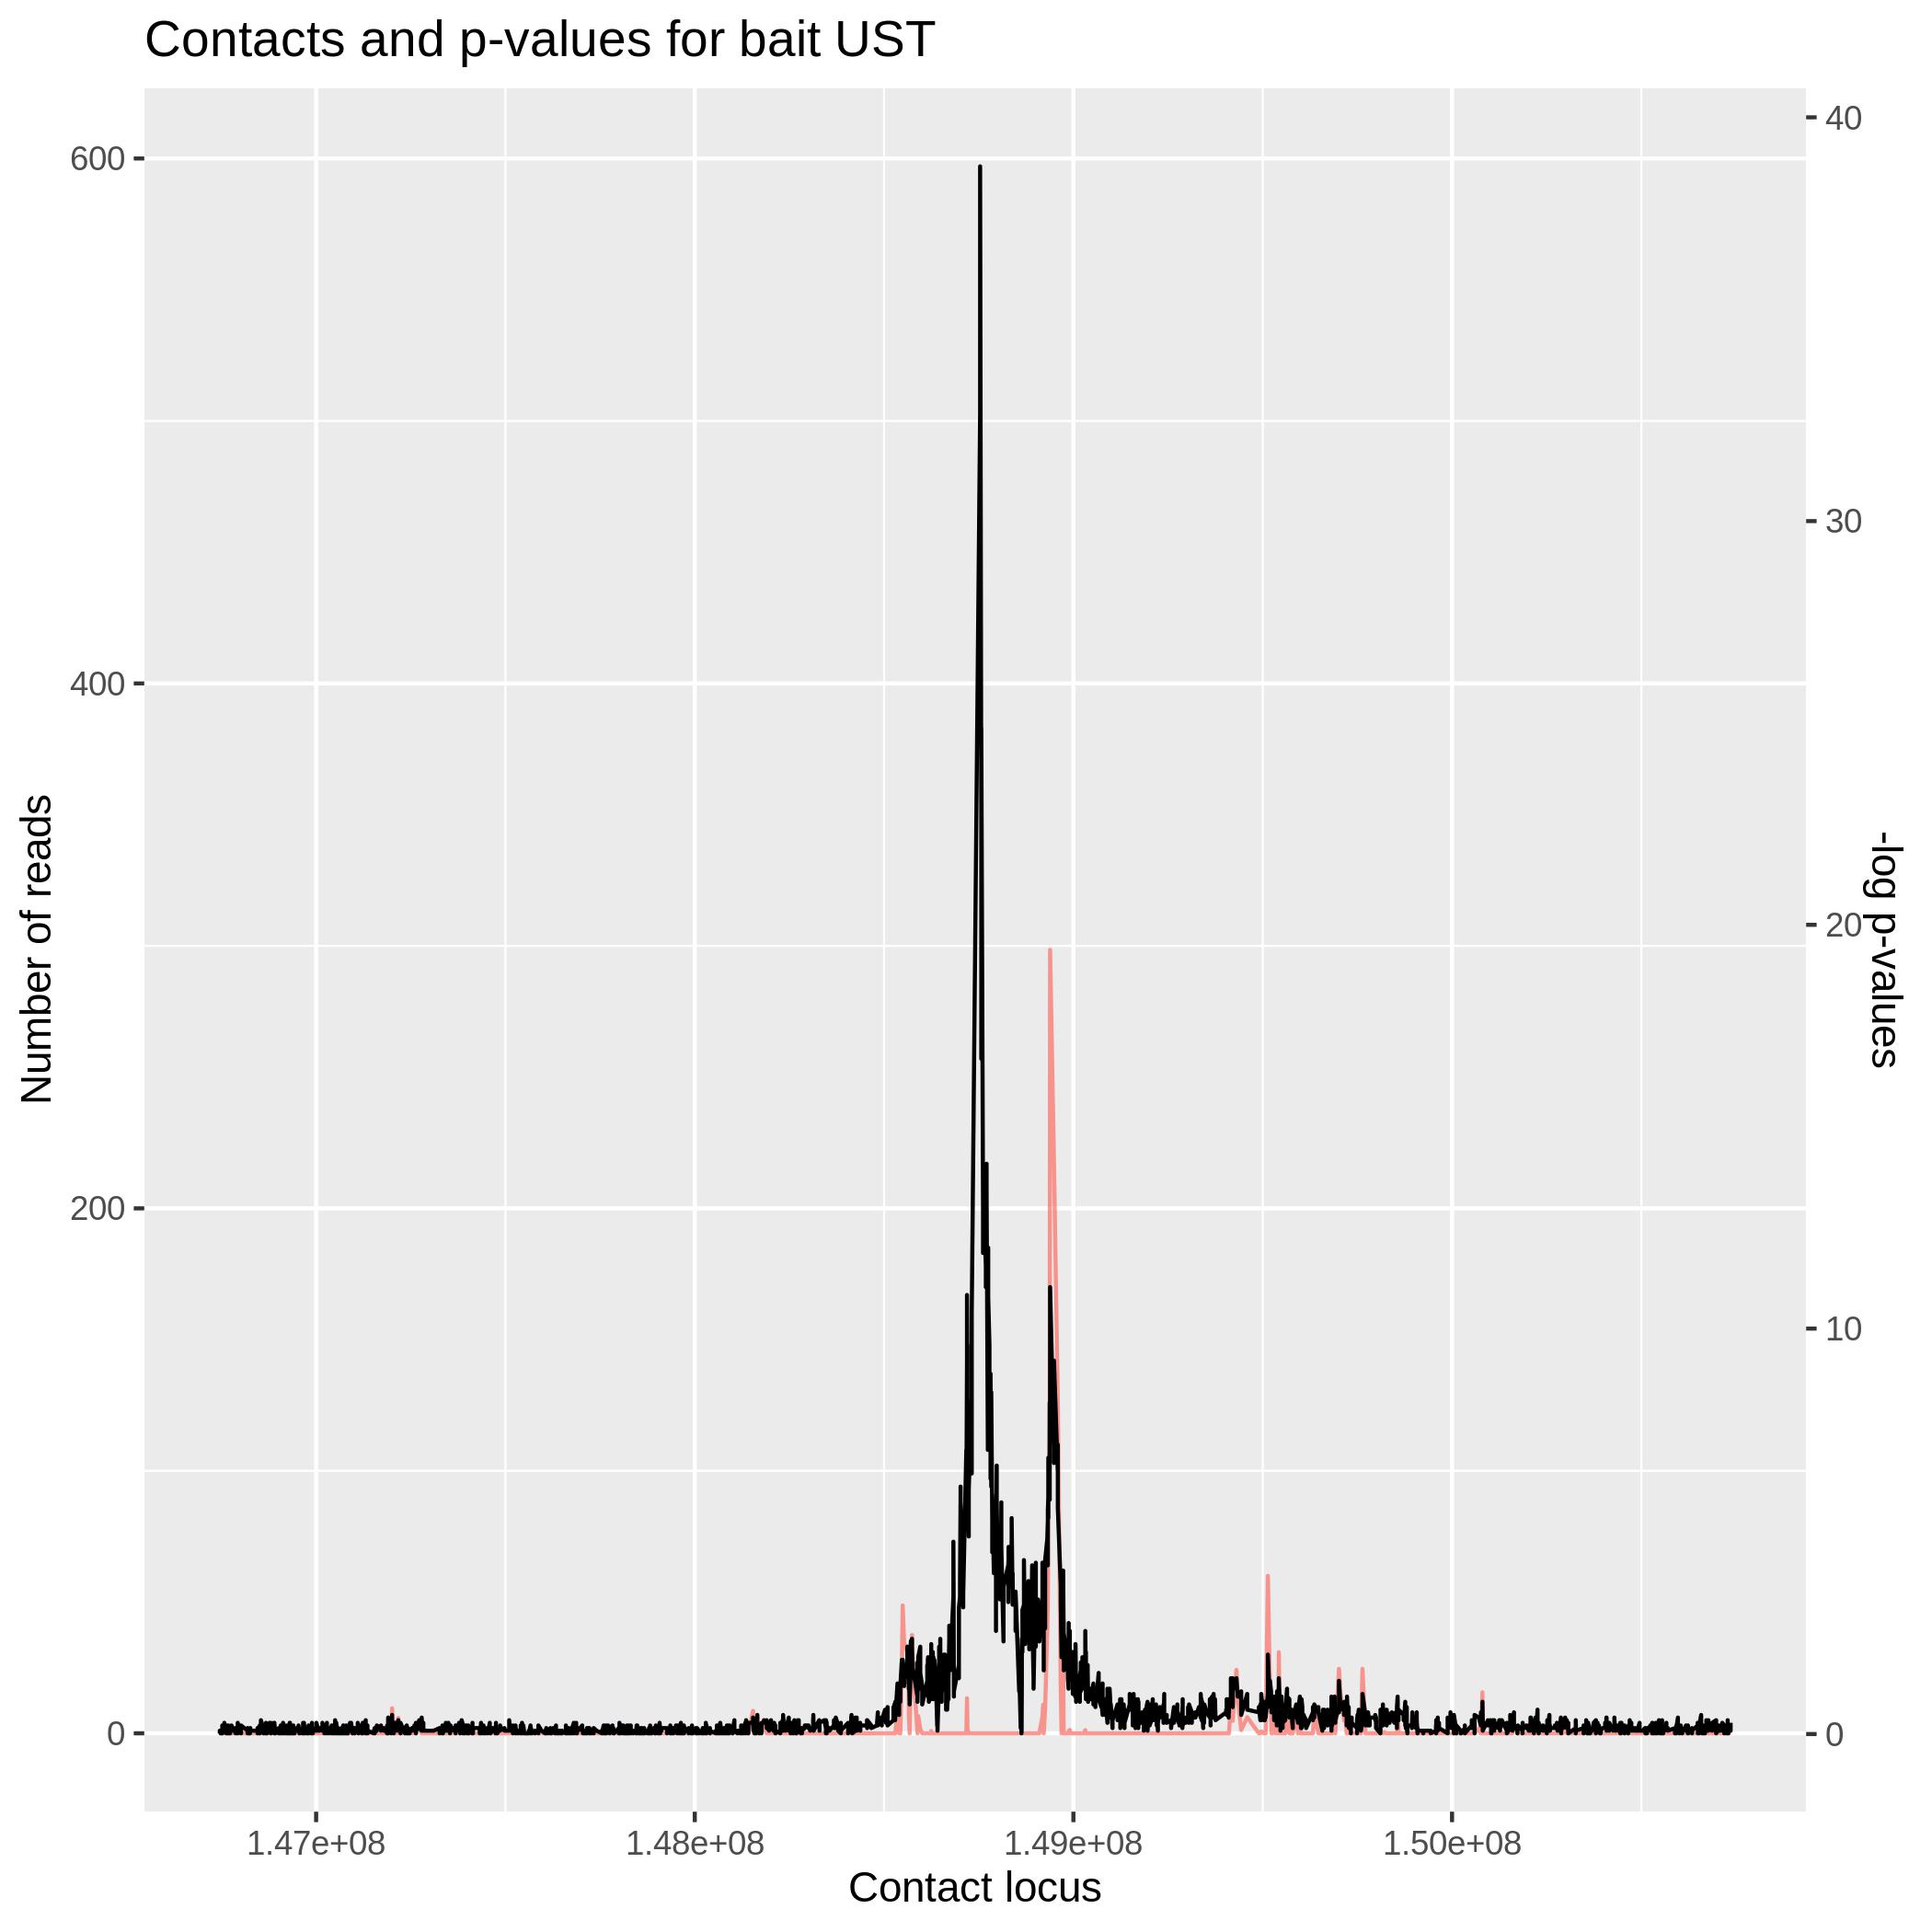 Contacts and p-values for bait UST
600
400
200
0
Number of reads
40
30
20
10
0
-log p-values
1.47e+08
1.48e+08
1.49e+08
1.50e+08
Contact locus